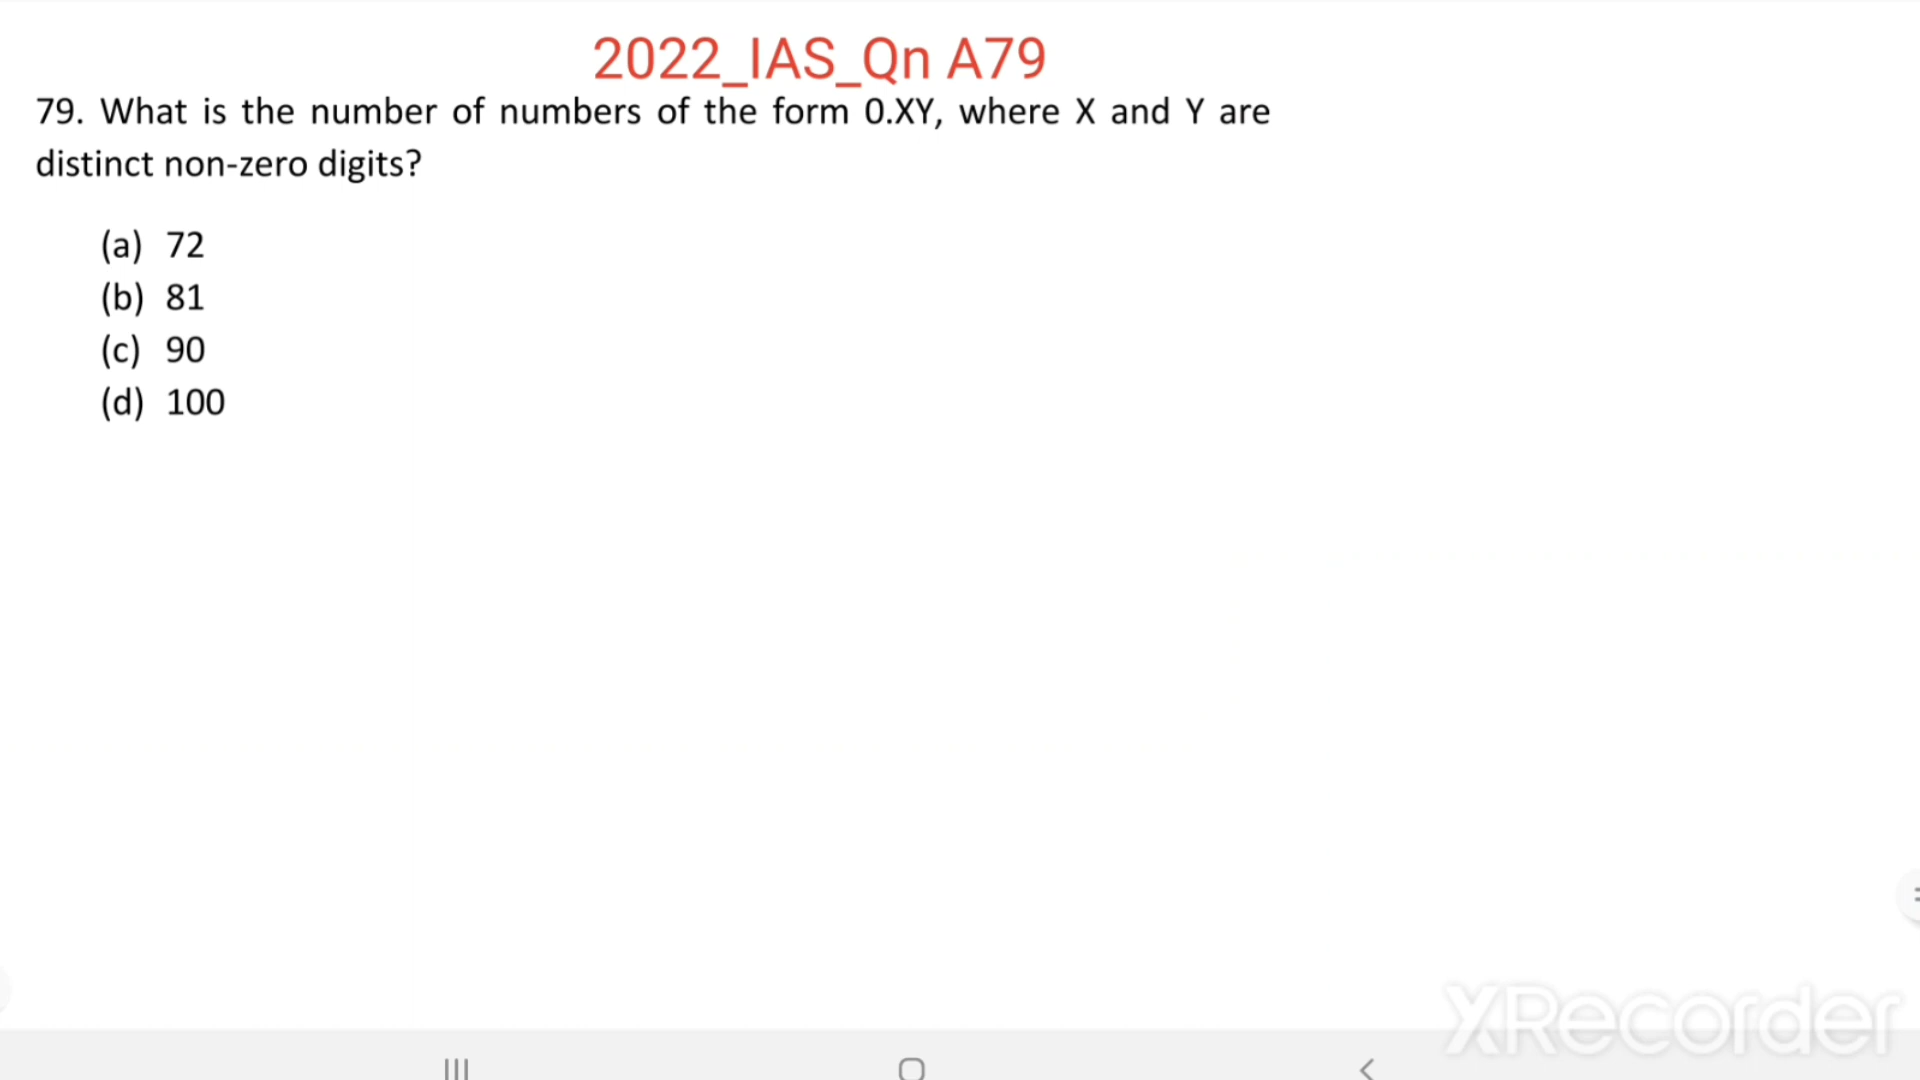 2022_IAS_Qn A79
79. What is the number of numbers of the form 0.XY, where X and Y are
distinct non-zero digits?
(a) 72
(b) 81
(c) 90
(d) 100
XRecorder